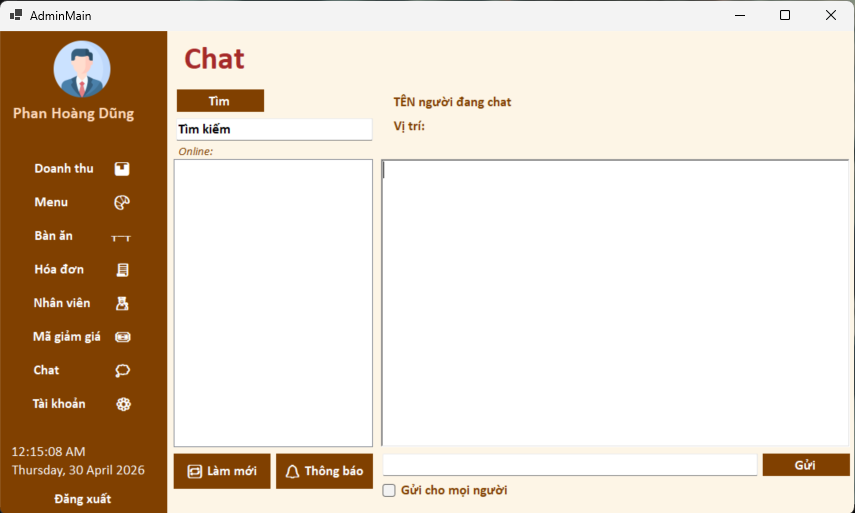 AdminMain
Phan Hoàng Dũng
Doanh thu
Menu
Bàn ăn
Hóa đơn
Nhân viên
Mã giảm giá
Chat
Tài khoản
12:15:08 AM
Thursday, 30 April 2026
Đăng xuất
Chat
Tìm
Tìm kiếm
Online:
TÊN người đang chat
Vị trí:
Làm mới
Thông báo
Gửi
Gửi cho mọi người